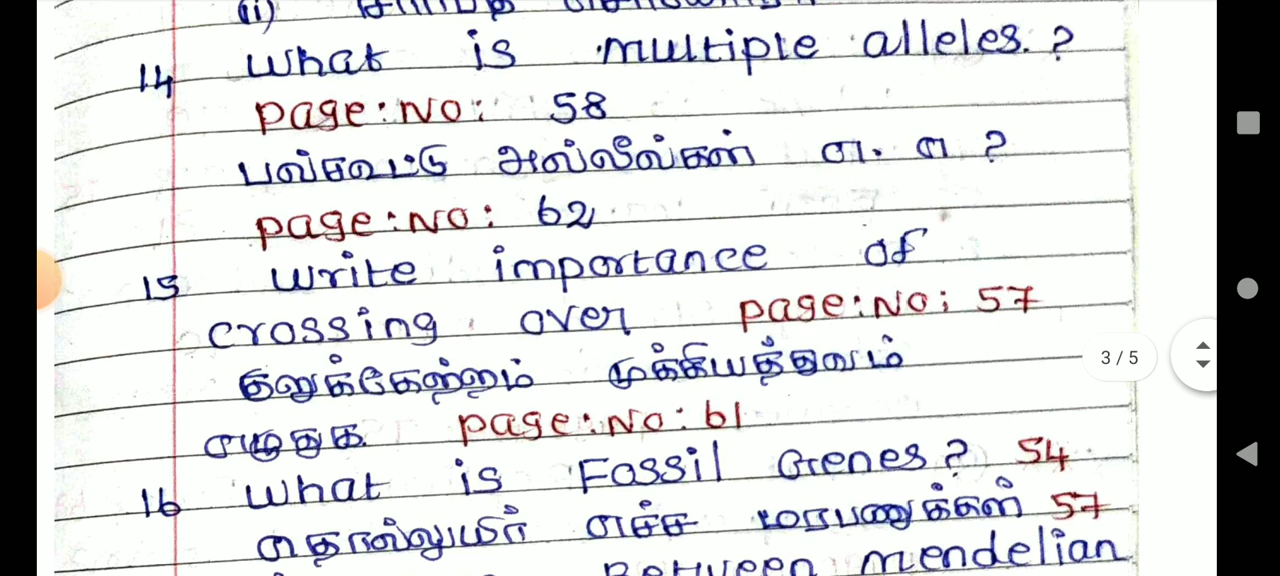 (i)
14 What is multiple alleles. ?
Page: No: 58
பல்கூட்டு அல்லீல்கள் எ. எ ?
Page: No: 62
15 Write importance of
crossing over Page: No: 57
குறுக்கேற்றம் முக்கியத்துவம்
3/5
எழுதுக Page: No: 61
16 What is Fossil Genes? 54
தொல்லுயிர் எச்ச மரபணுக்கள் 57
Between mendelian